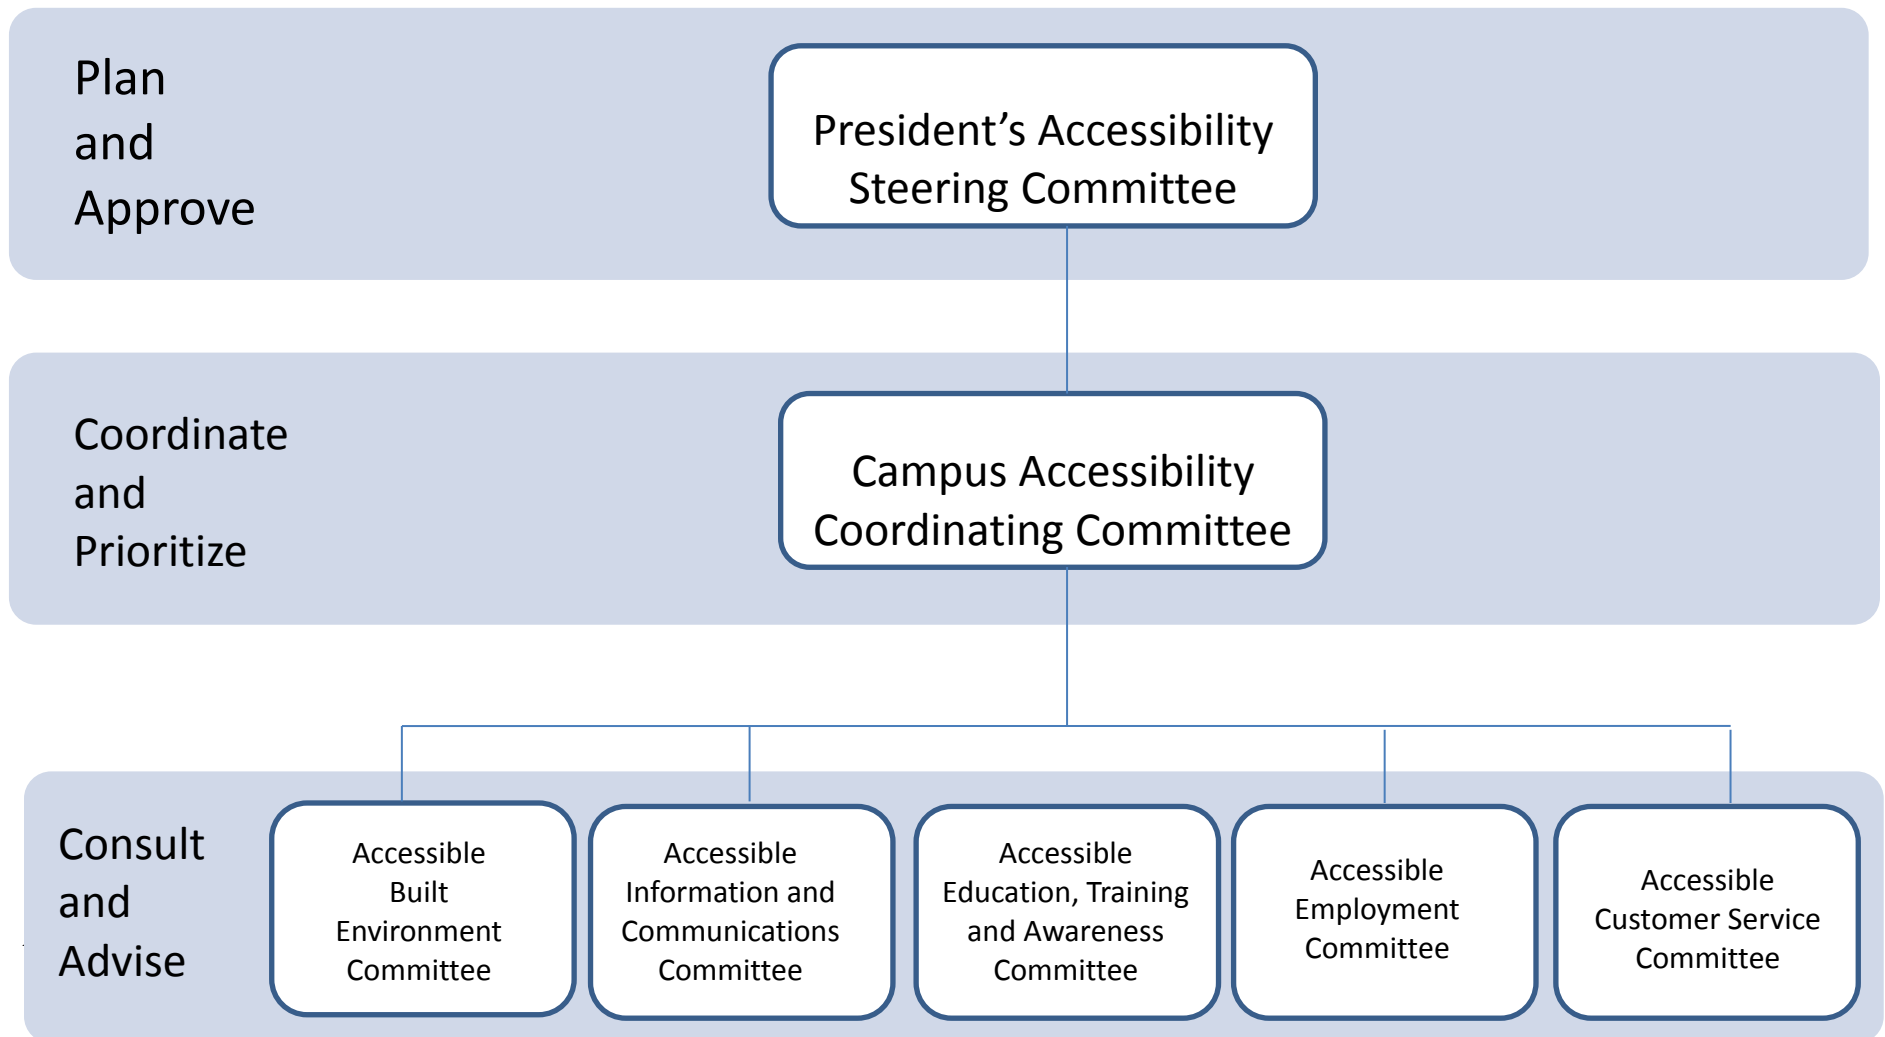 Plan
and
Approve
President’s Accessibility
Steering Committee
Coordinate
and
Prioritize
Campus Accessibility
Coordinating Committee
Consult
and
Advise
Accessible
Built
Environment
Committee
Accessible
Information and
Communications
Committee
Accessible
Education, Training
and Awareness
Committee
Accessible
Employment
Committee
Accessible
Customer Service
Committee